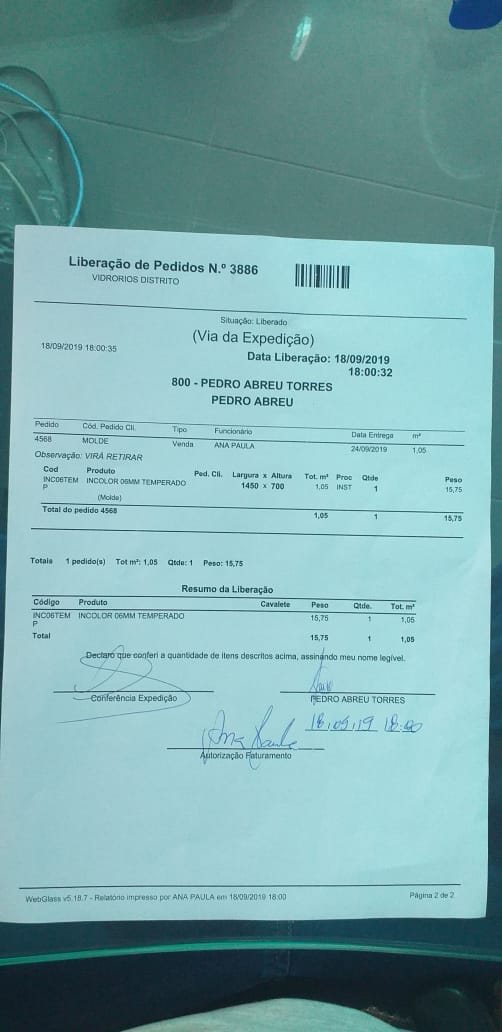 Liberação de Pedidos N.º 3886
VIDRORIOS DISTRITO
Situação: Liberado
(Via da Expedição)
18/09/2019 18:00:35
Data Liberação: 18/09/2019
18:00:32
800 - PEDRO ABREU TORRES
PEDRO ABREU
Pedido Cód. Pedido Cli. Tipo Funcionário Data Entrega m²
4568 MOLDE Venda ANA PAULA 24/09/2019 1,05
Observação: VIRÁ RETIRAR
Cod Produto Ped. Cli. Largura x Altura Tot. m² Proc Qtde Peso
INC06TEM INCOLOR 06MM TEMPERADO 1450 x 700 1,05 INST 1 15,75
P
(Molde)
Total do pedido 4568 1,05 1 15,75
Totais 1 pedido(s) Tot m²: 1,05 Qtde: 1 Peso: 15,75
Resumo da Liberação
Código Produto Cavalete Peso Qtde. Tot. m²
INC06TEM INCOLOR 06MM TEMPERADO 15,75 1 1,05
P
Total 15,75 1 1,05
Declaro que conferi a quantidade de itens descritos acima, assinando meu nome legível.
Conferência Expedição
PEDRO ABREU TORRES
18,09,19 18:00
Ana Paula
Autorização Faturamento
WebGlass v5.18.7 - Relatório impresso por ANA PAULA em 18/09/2019 18:00 Página 2 de 2